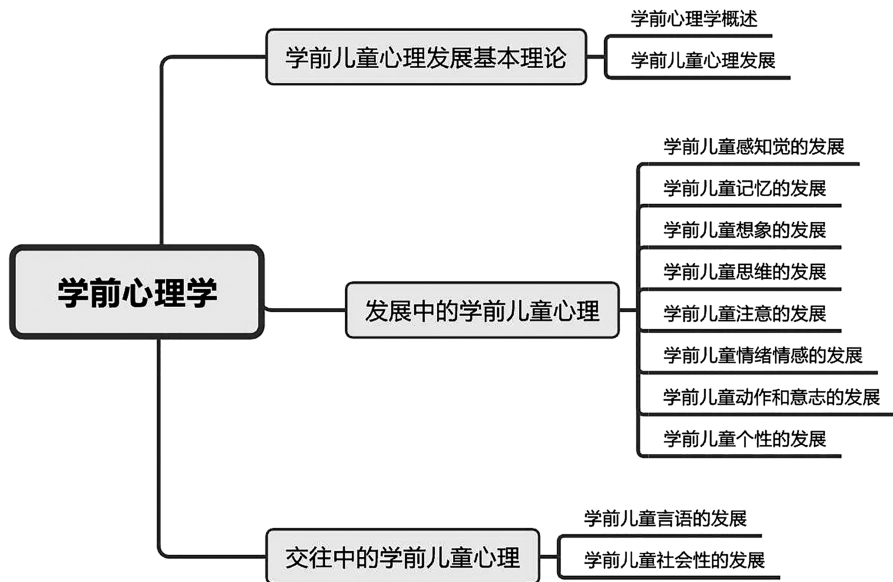 学前心理学
学前儿童心理发展基本理论
学前心理学概述
学前儿童心理发展
发展中的学前儿童心理
学前儿童感知觉的发展
学前儿童记忆的发展
学前儿童想象的发展
学前儿童思维的发展
学前儿童注意的发展
学前儿童情绪情感的发展
学前儿童动作和意志的发展
学前儿童个性的发展
交往中的学前儿童心理
学前儿童言语的发展
学前儿童社会性的发展